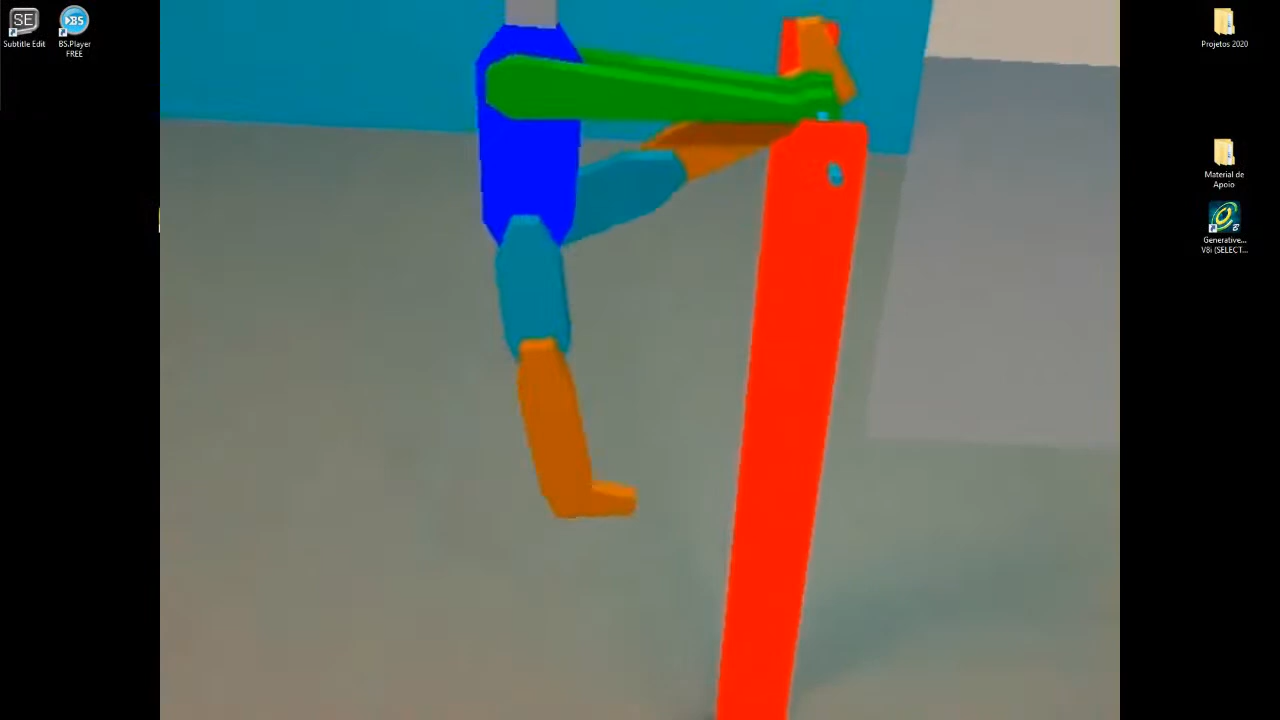 SE
Subtitle Edit
BS
BS.Player
FREE
Projetos 2020
Material de
Apoio
Generative...
V8i (SELECT...